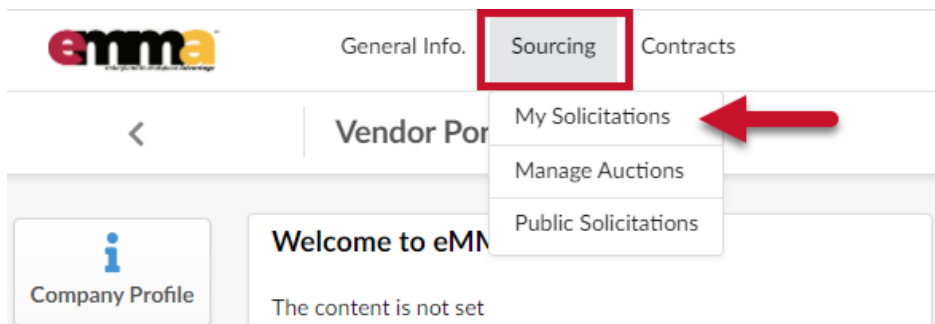 emma
General Info. Sourcing Contracts
My Solicitations
Vendor Por
Manage Auctions
Public Solicitations
Welcome to eMM
Company Profile
The content is not set